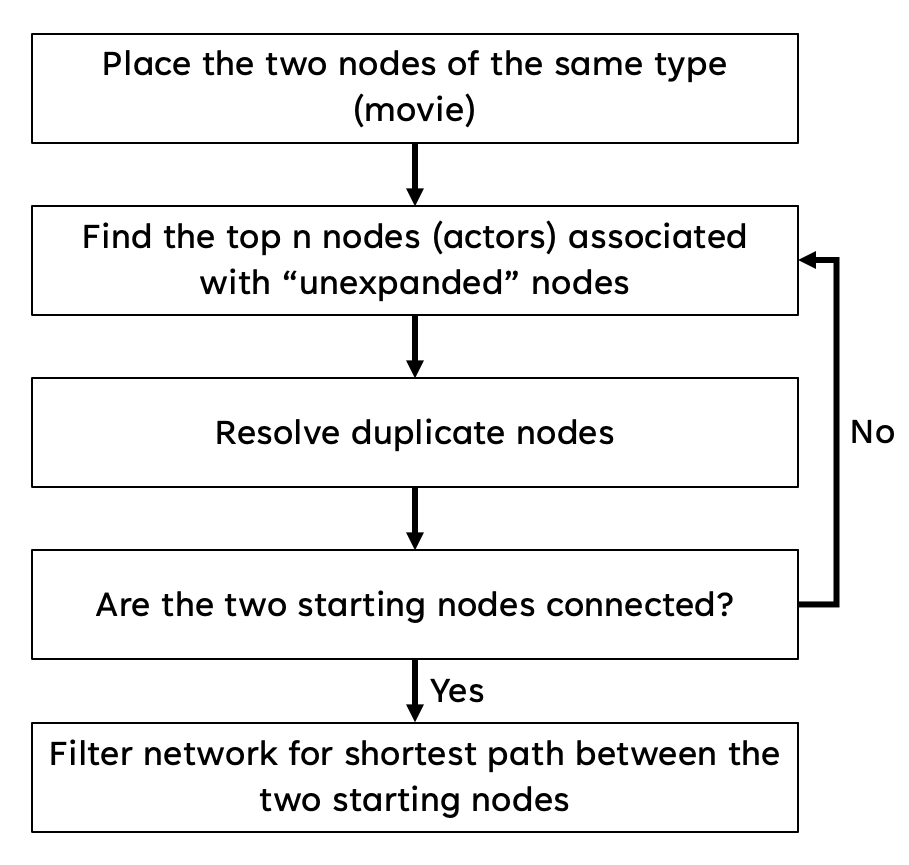 Place the two nodes of the same type
(movie)
Find the top n nodes (actors) associated
with “unexpanded” nodes
Resolve duplicate nodes
No
Are the two starting nodes connected?
Yes
Filter network for shortest path between the
two starting nodes